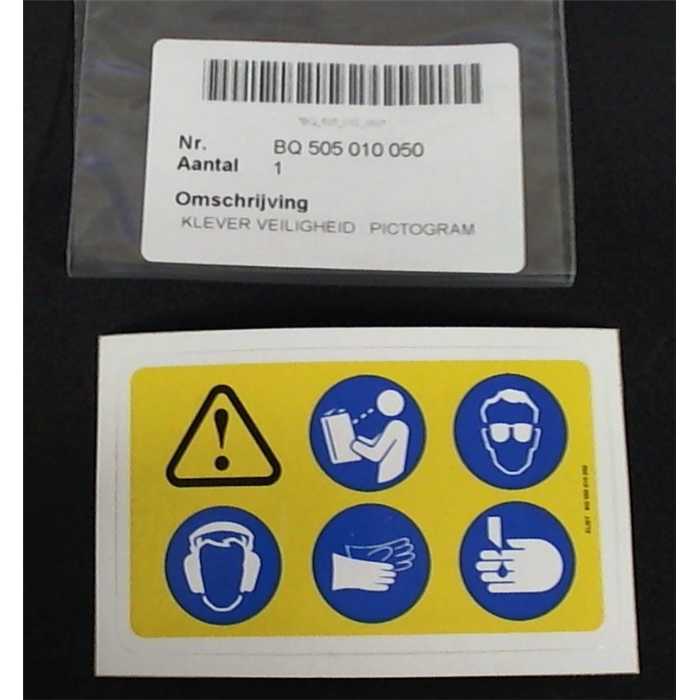 Nr. BQ 505 010 050
Aantal 1
Omschrijving
KLEVER VEILIGHEID PICTOGRAM